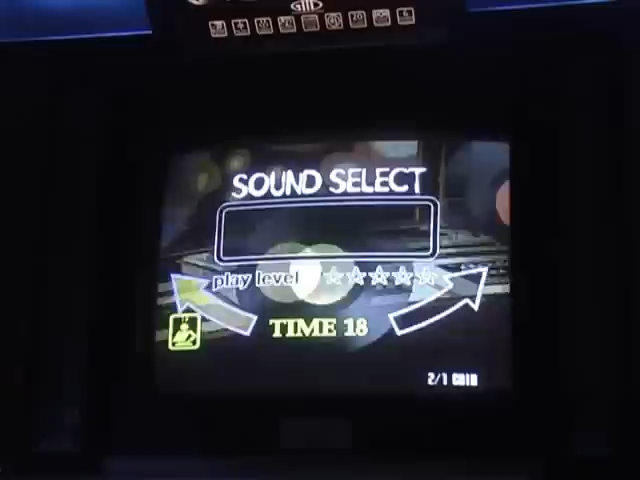 SOUND SELECT
play level ☆☆☆☆☆
TIME 18
2/1 COIN